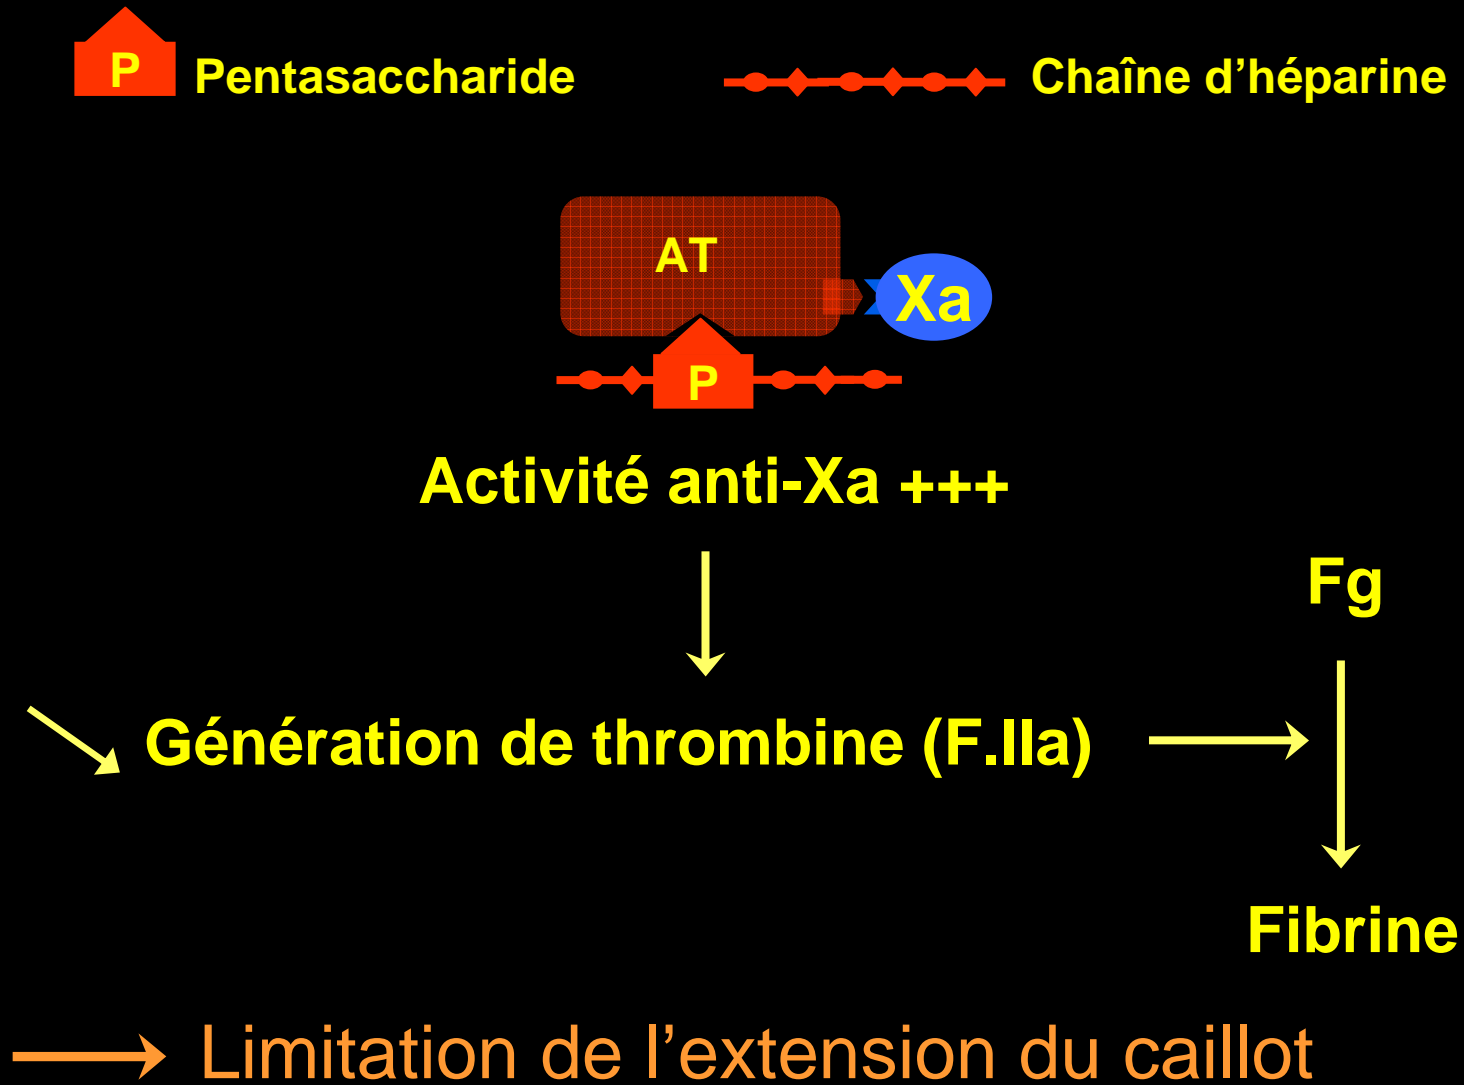 P Pentasaccharide
Chaîne d’héparine
AT
Xa
P
Activité anti-Xa +++
Fg
Génération de thrombine (F.IIa)
Fibrine
Limitation de l’extension du caillot